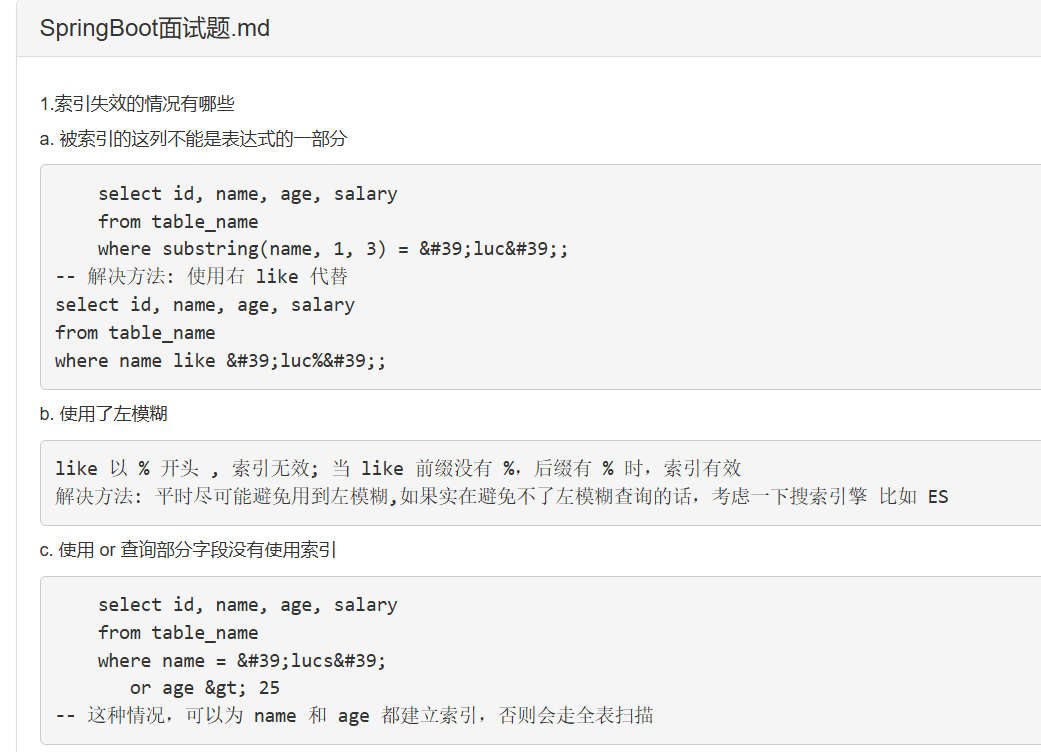 SpringBoot面试题.md
1.索引失效的情况有哪些
a. 被索引的这列不能是表达式的一部分
    select id, name, age, salary
    from table_name
    where substring(name, 1, 3) = &#39;luc&#39;;
-- 解决方法: 使用右 like 代替
select id, name, age, salary
from table_name
where name like &#39;luc%&#39;;
b. 使用了左模糊
like 以 % 开头 , 索引无效; 当 like 前缀没有 %，后缀有 % 时，索引有效
解决方法: 平时尽可能避免用到左模糊,如果实在避免不了左模糊查询的话，考虑一下搜索引擎 比如 ES
c. 使用 or 查询部分字段没有使用索引
    select id, name, age, salary
    from table_name
    where name = &#39;lucs&#39;
       or age &gt; 25
-- 这种情况，可以为 name 和 age 都建立索引，否则会走全表扫描